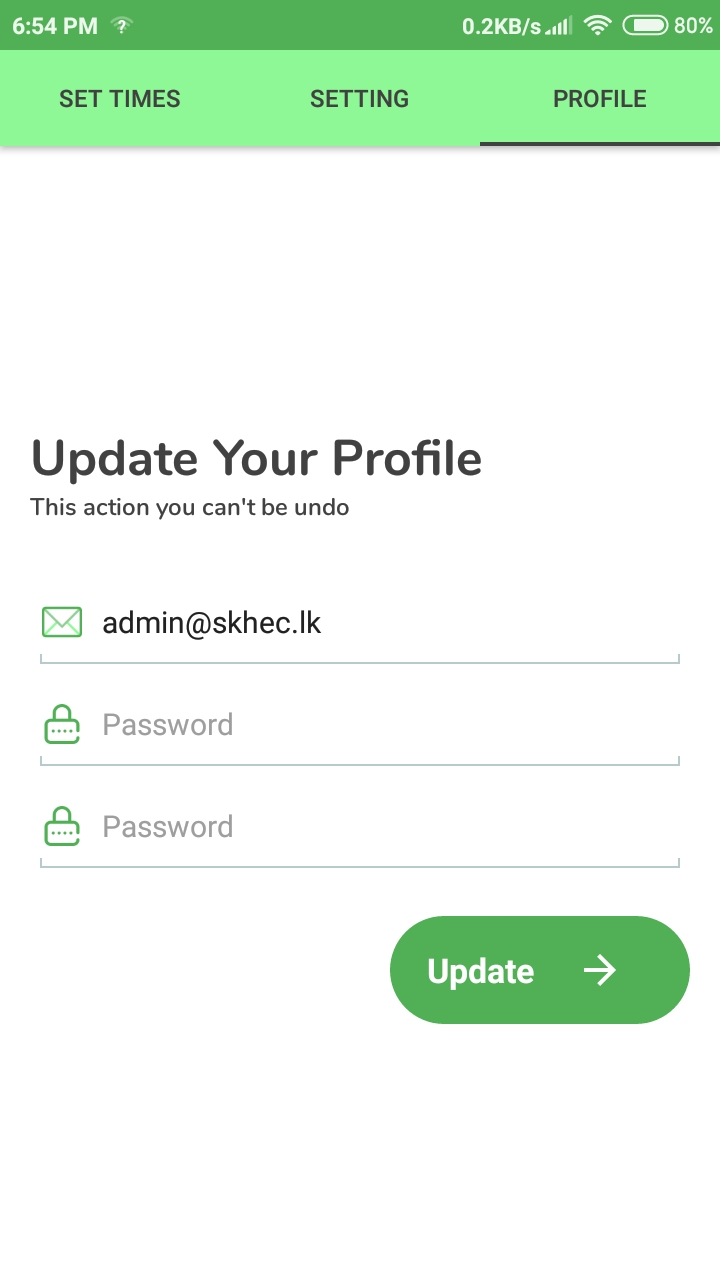 6:54 PM ? 0.2KB/s 80%
SET TIMES SETTING PROFILE
Update Your Profile
This action you can't be undo
admin@skhec.lk
Password
Password
Update